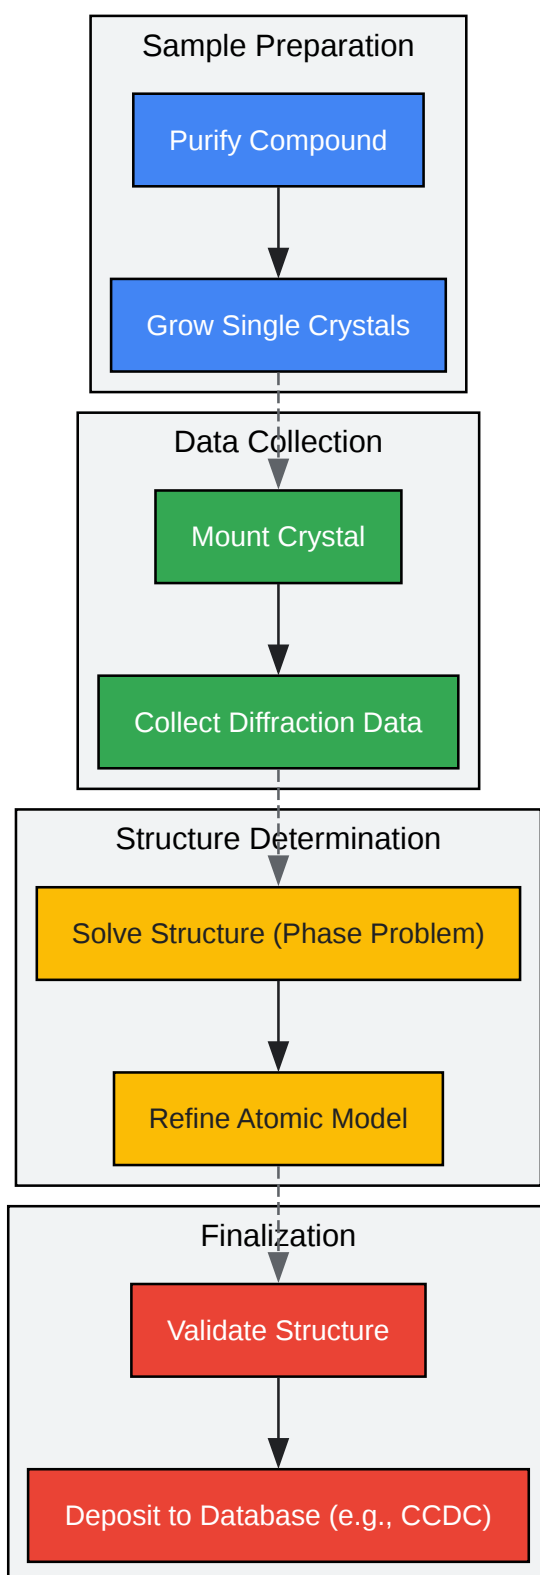 Sample Preparation
Purify Compound
Grow Single Crystals
Data Collection
Mount Crystal
Collect Diffraction Data
Structure Determination
Solve Structure (Phase Problem)
Refine Atomic Model
Finalization
Validate Structure
Deposit to Database (e.g., CCDC)